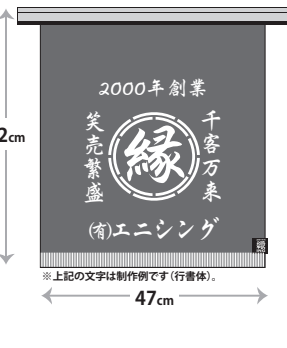 2000年創業
千客万来
縁
笑売繁盛
(有)エニシング
2cm
※上記の文字は制作例です(行書体)。
47cm